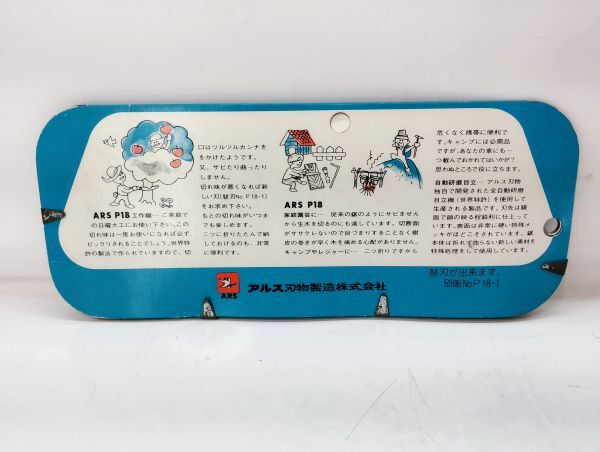 ARS P18 工作鋸…ご家庭で
の日曜大工にお使い下さい。この
切れ味は一度お使いになれば必ず
ビックリされることでしょう。世界特
許の製法で作られていますので、切
口はツルツルカンナを
をかけたようです。
又、サビたり曲ったり
しません。
切れ味が悪くなれば新
しい刃(替刃No P18-1)
をお求め下さい。
もとの切れ味がいつま
でも楽しめます。
二ツに折りたたんで納
しておけるのも、非常
に便利です。
ARS P18
家庭園芸に… 従来の鋸のようにサビません
から生木を切るのにも適しています。切断面
がササクレないので目づまりすることなく樹
皮の巻きが早く木を痛める心配がありません。
キャンプやレジャーに… 二ツ折りですから
危くなく携帯に便利で
す。キャンプには必需品
ですが、あなたの車にも一
つ載んでおかれてはいかが?
思わぬところで役に立ちます。
自動研磨目立… アルス刃物
独自で開発された全自動研磨
目立機(世界特許)を使用して
生産される製品です。刃先は鏡
面で顔の映る程鋭利に仕上って
います。表面は非常に硬い特殊メ
ッキがほどこされています。鋸
本体は折れず曲らない新しい素材を
特殊処理をして使用しています。
替刃が出来ます。
別販No.P18-1
ARS
アルス刃物製造株式会社